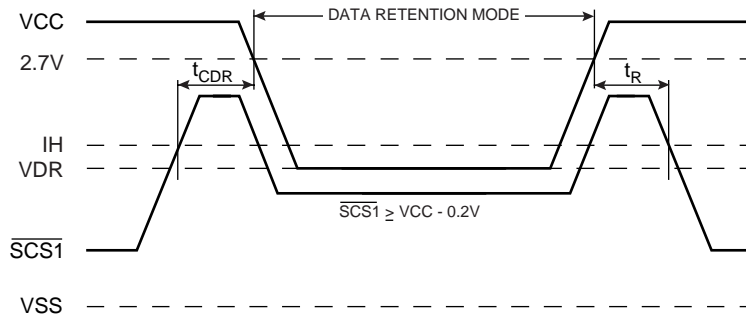 DATA RETENTION MODE
VCC
2.7V
tCDR
tR
IH
VDR
SCS1 ≥ VCC - 0.2V
SCS1
VSS